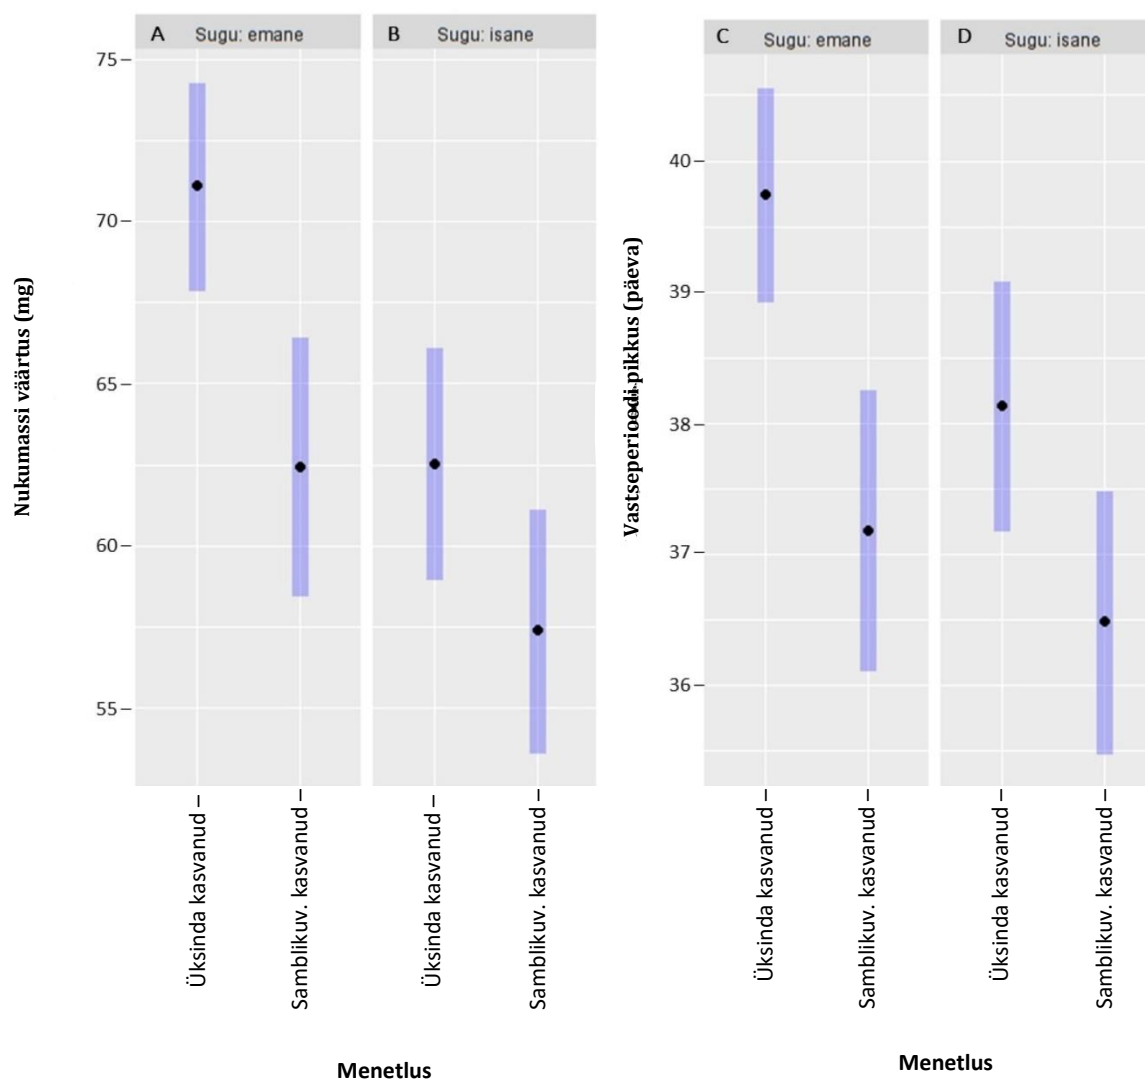 A Sugu: emane
B Sugu: isane
Nukumassi väärtus (mg)
75
70
65
60
55
Üksinda kasvanud
Samblikuv. kasvanud
Üksinda kasvanud
Samblikuv. kasvanud
Menetlus
C Sugu: emane
D Sugu: isane
Vastseperioodi pikkus (päeva)
40
39
38
37
36
Üksinda kasvanud
Samblikuv. kasvanud
Üksinda kasvanud
Samblikuv. kasvanud
Menetlus